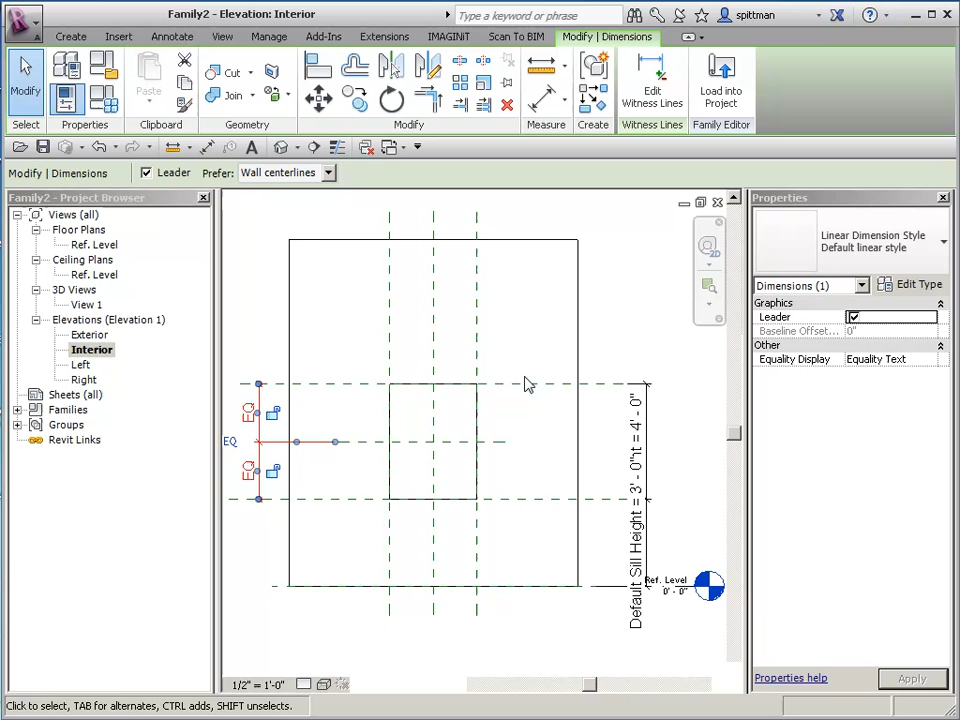 Family2 - Elevation: Interior
Type a keyword or phrase
spittman
Create Insert Annotate View Manage Add-Ins Extensions IMAGINiT Scan To BIM Modify | Dimensions
Modify
Paste
Cut
Join
Edit
Witness Lines
Load into
Project
Select Properties Clipboard Geometry Modify Measure Create Witness Lines Family Editor
Modify | Dimensions
Leader
Prefer:
Wall centerlines
Family2 - Project Browser
Views (all)
Floor Plans
Ref. Level
Ceiling Plans
Ref. Level
3D Views
View 1
Elevations (Elevation 1)
Exterior
Interior
Left
Right
Sheets (all)
Families
Groups
Revit Links
EQ
EQ
EQ
Default Sill Height = 3' - 0"
nt = 4' - 0"
Ref. Level
0' - 0"
2D
Properties
Linear Dimension Style
Default linear style
Dimensions (1)
Edit Type
Graphics
Leader
Baseline Offset... 0"
Other
Equality Display Equality Text
Properties help
Apply
1/2" = 1'-0"
Click to select, TAB for alternates, CTRL adds, SHIFT unselects.